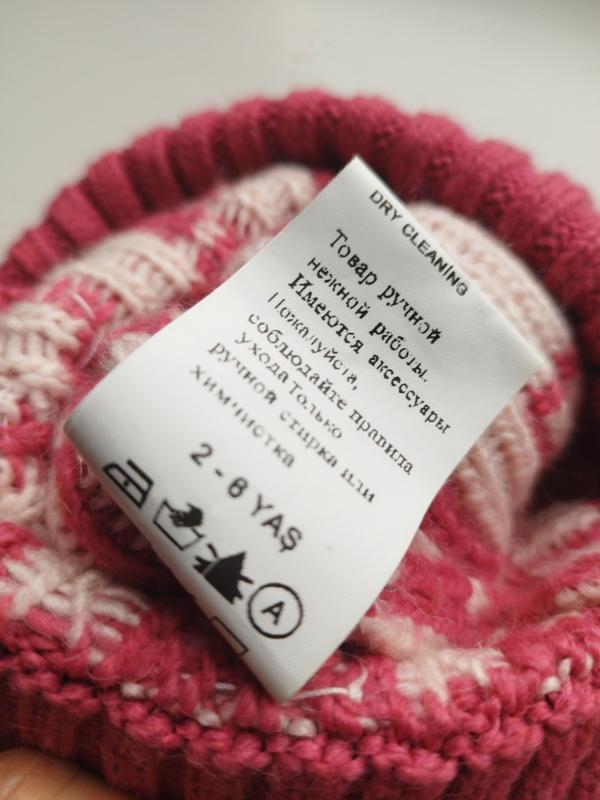 DRY CLEANING
Товар ручной
нежной работы.
Имеются аксессуары
Пожалуйста,
соблюдайте правила
ухода только
ручной стирка или
химчистка
2 - 6 YAŞ
A